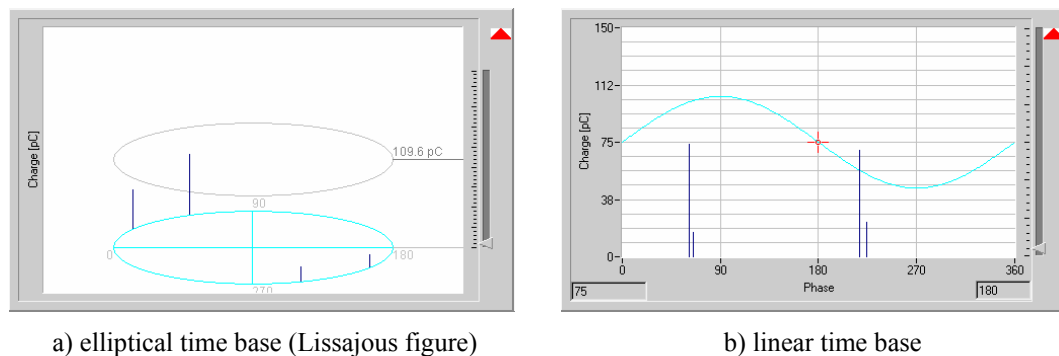 Charge [pC]
109.6 pC
90
0
180
270
a) elliptical time base (Lissajous figure)
150
112
75
38
0
Charge [pC]
0
90
180
270
360
Phase
75
180
b) linear time base